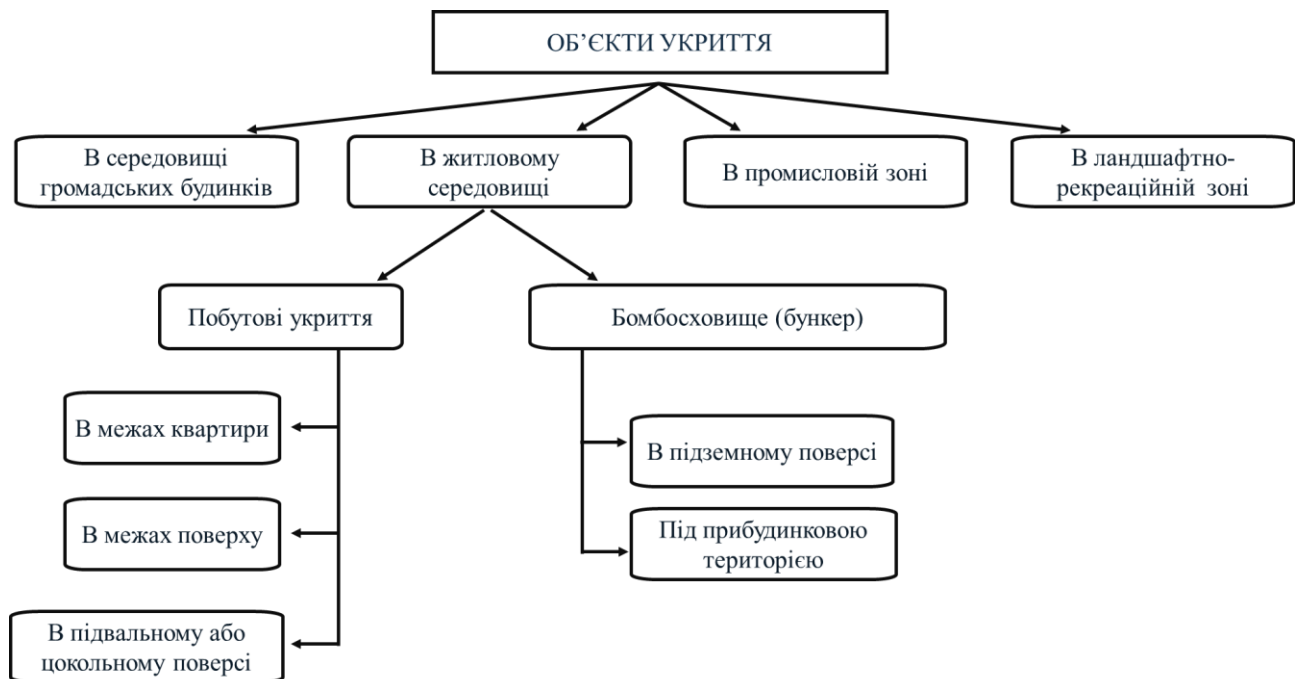 ОБ’ЄКТИ УКРИТТЯ
В середовищі
громадських будинків
В житловому
середовищі
В промисловій зоні
В ландшафтно-
рекреаційній зоні
Побутові укриття
Бомбосховище (бункер)
В межах квартири
В межах поверху
В підвальному або
цокольному поверсі
В підземному поверсі
Під прибудинковою
територією